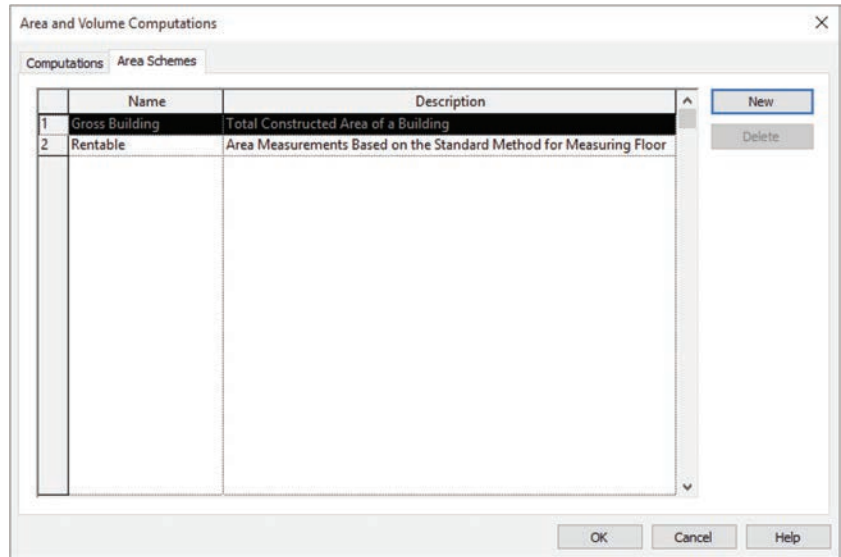 Area and Volume Computations
Computations Area Schemes
Name Description New
1 Gross Building Total Constructed Area of a Building
2 Rentable Area Measurements Based on the Standard Method for Measuring Floor
Delete
OK Cancel Help